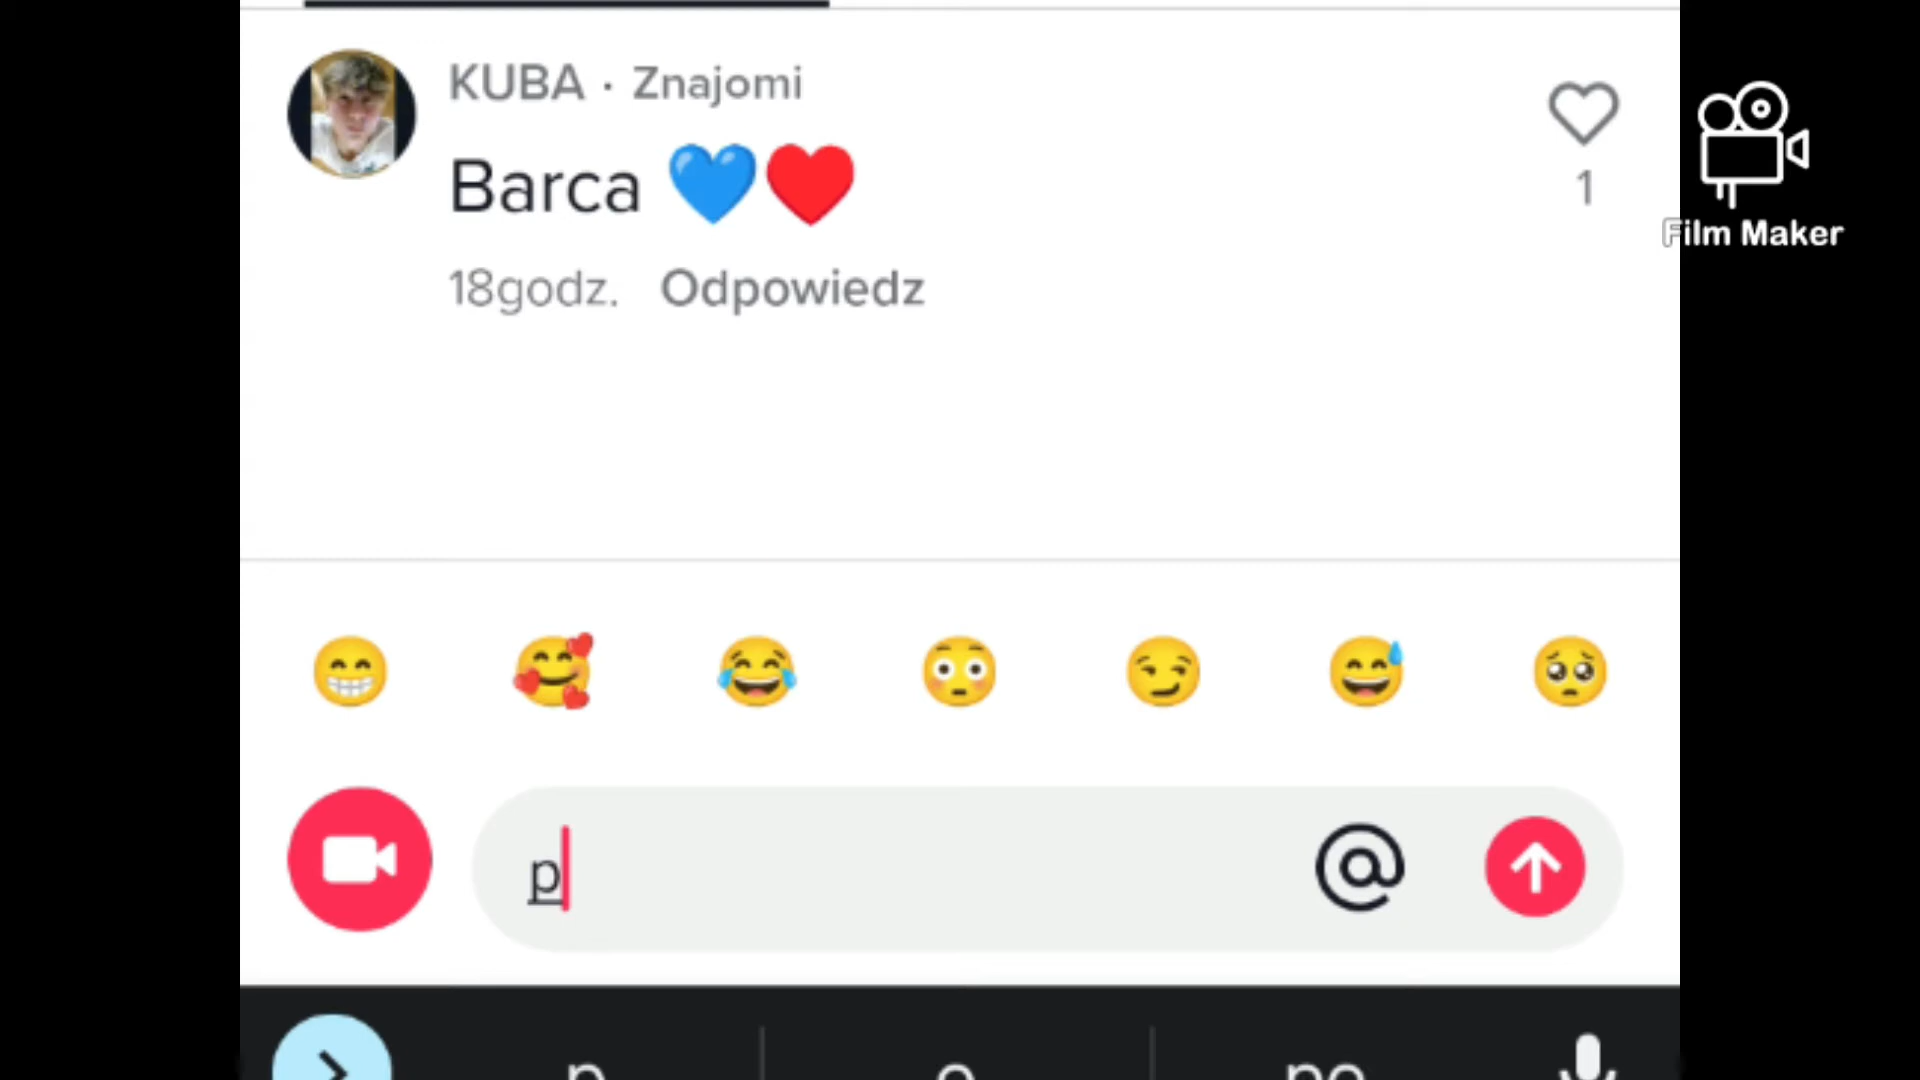 KUBA · Znajomi
Barca 💙♥️
1
18godz. Odpowiedz
Film Maker
p